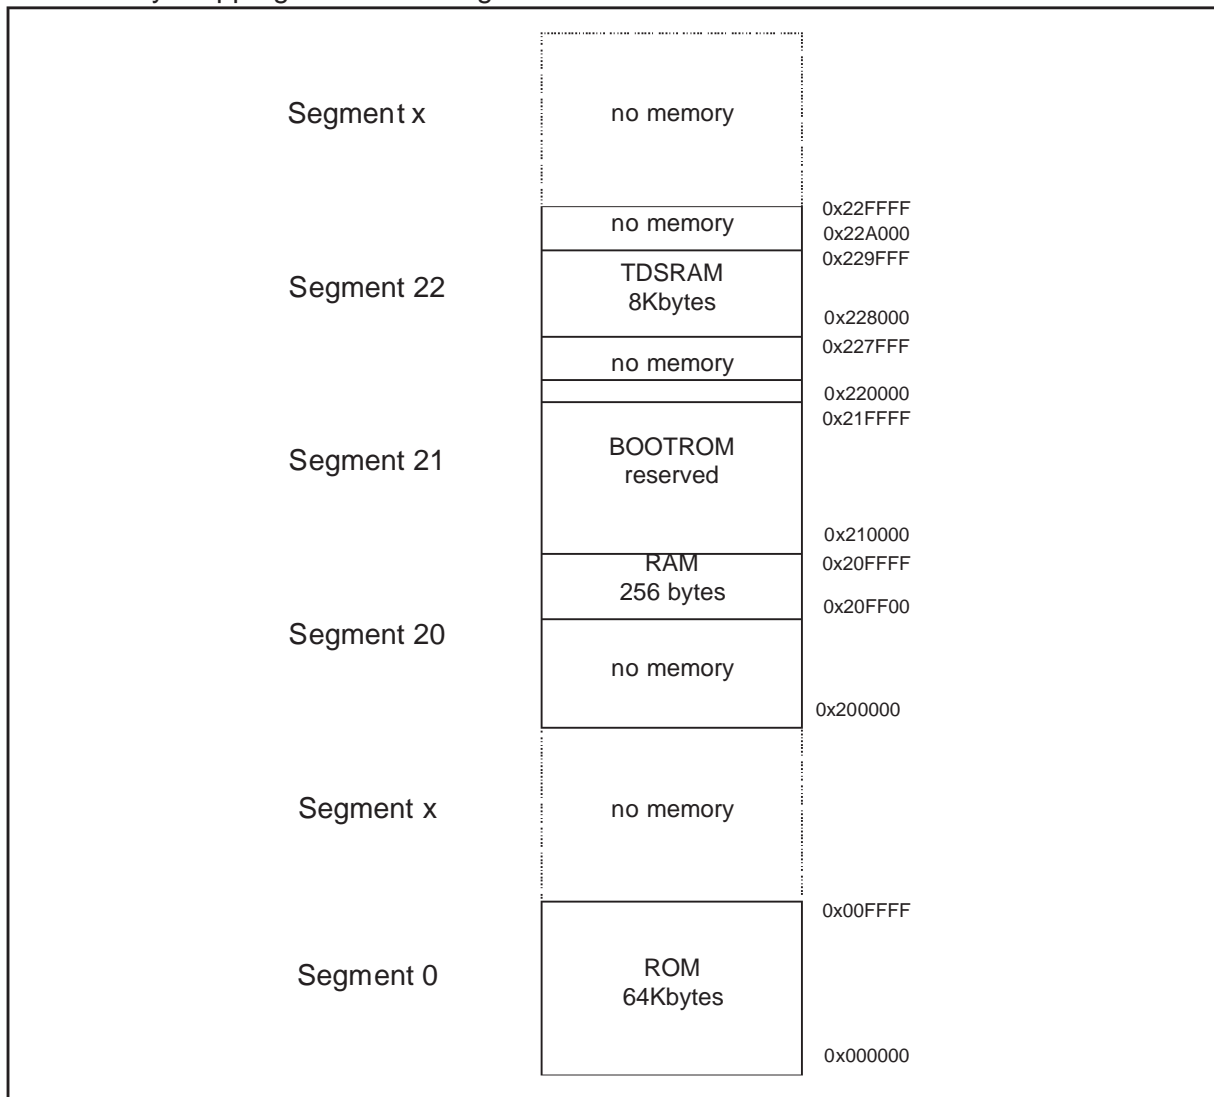 Segment x
no memory
0x22FFFF
no memory
0x22A000
0x229FFF
TDSRAM
Segment 22
8Kbytes
0x228000
0x227FFF
no memory
0x220000
0x21FFFF
BOOTROM
Segment 21
reserved
0x210000
RAM
0x20FFFF
256 bytes
0x20FF00
Segment 20
no memory
0x200000
Segment x
no memory
0x00FFFF
ROM
Segment 0
64Kbytes
0x000000